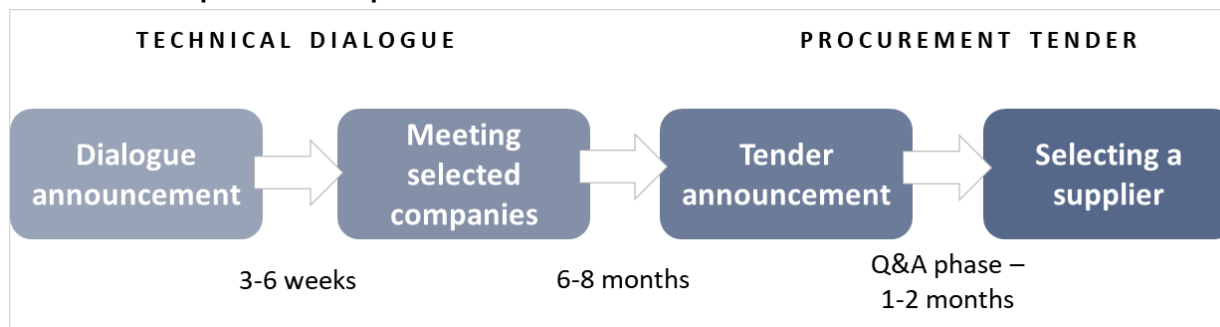 TECHNICAL DIALOGUE
PROCUREMENT TENDER
Dialogue
announcement
Meeting
selected
companies
Tender
announcement
Selecting a
supplier
3-6 weeks
6-8 months
Q&A phase –
1-2 months